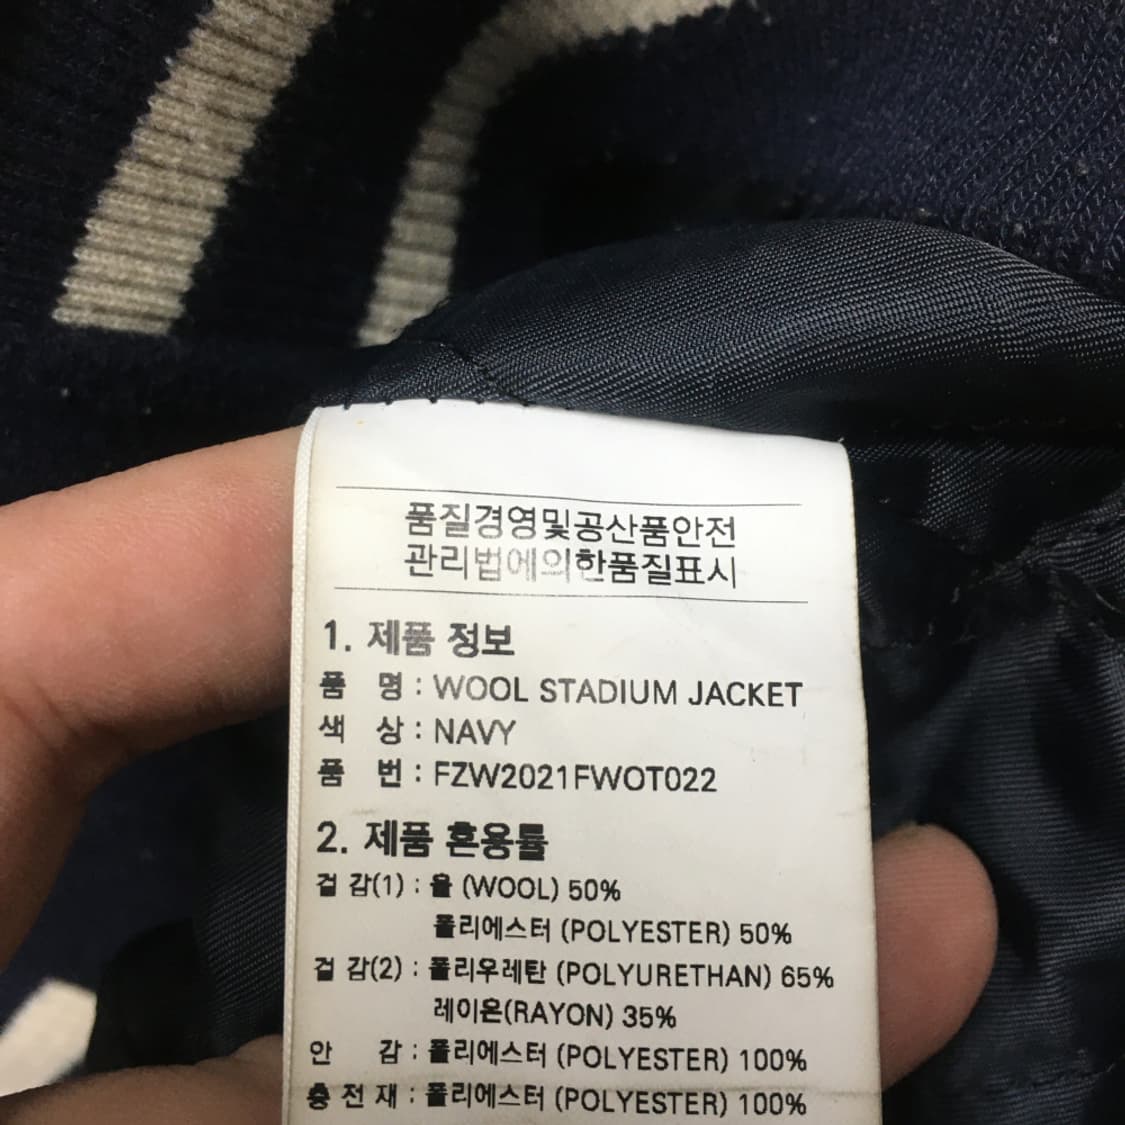 품질경영및공산품안전
관리법에의한품질표시
1. 제품 정보
품 명 : WOOL STADIUM JACKET
색 상 : NAVY
품 번 : FZW2021FWOT022
2. 제품 혼용률
겉 감(1) : 울 (WOOL) 50%
폴리에스터 (POLYESTER) 50%
겉 감(2) : 폴리우레탄 (POLYURETHAN) 65%
레이온(RAYON) 35%
안 감 : 폴리에스터 (POLYESTER) 100%
충 전 재 : 폴리에스터 (POLYESTER) 100%